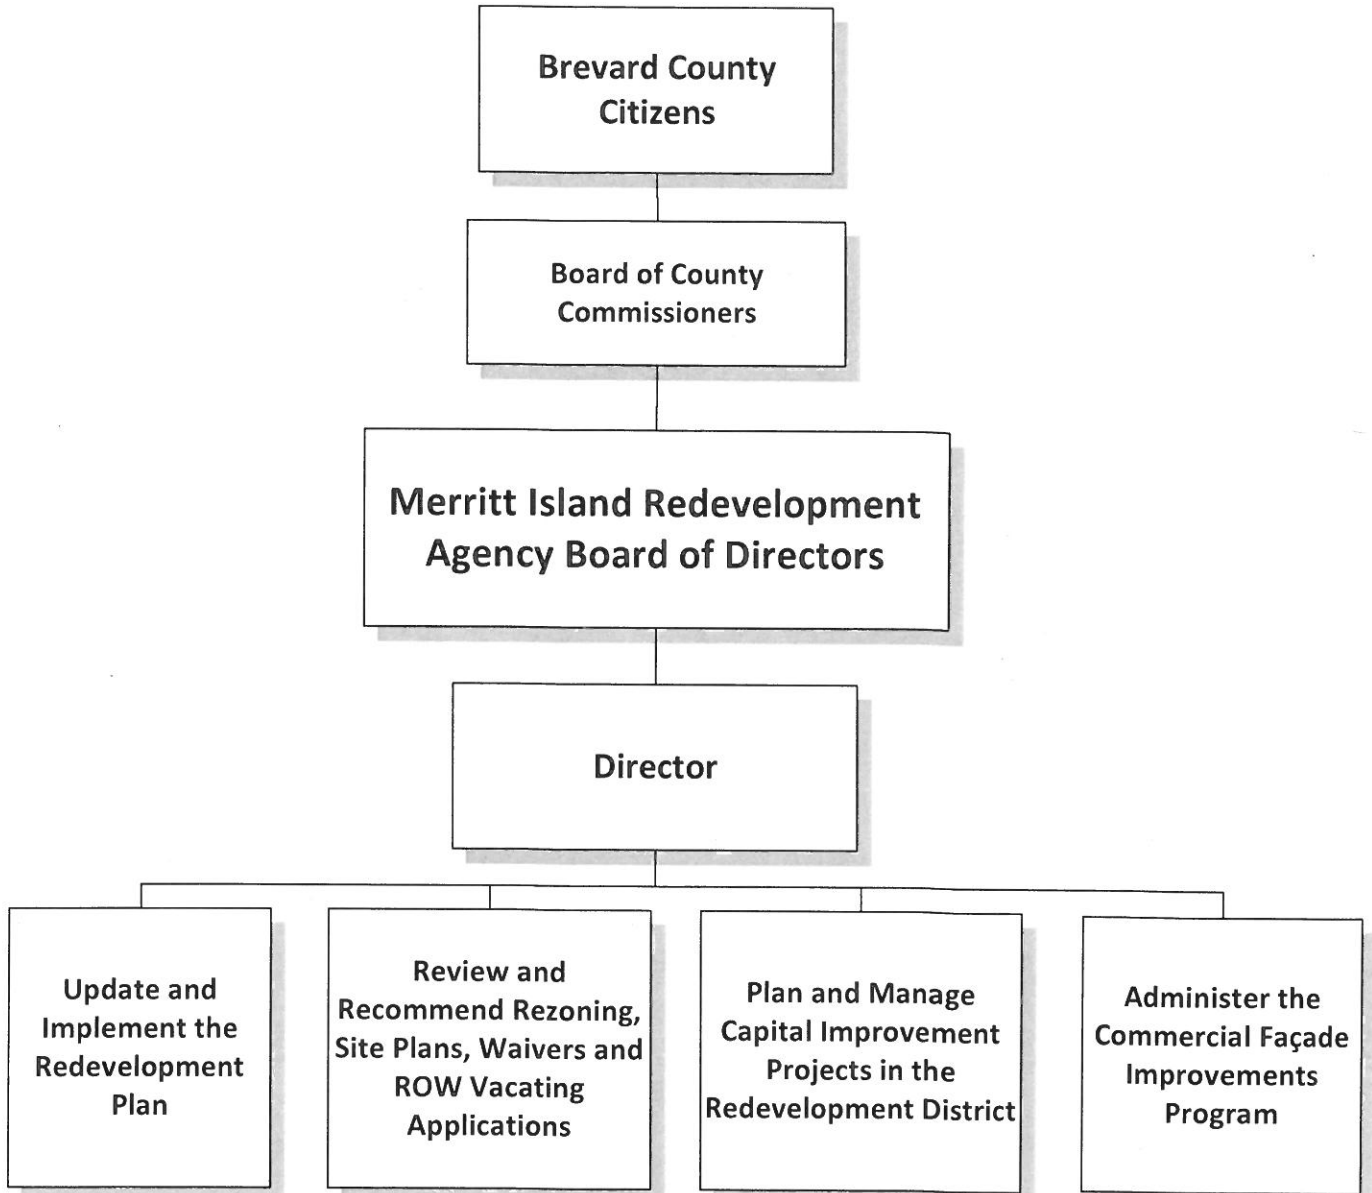 Brevard County
Citizens
Board of County
Commissioners
Merritt Island Redevelopment
Agency Board of Directors
Director
Update and
Implement the
Redevelopment
Plan
Review and
Recommend Rezoning,
Site Plans, Waivers and
ROW Vacating
Applications
Plan and Manage
Capital Improvement
Projects in the
Redevelopment District
Administer the
Commercial Façade
Improvements
Program